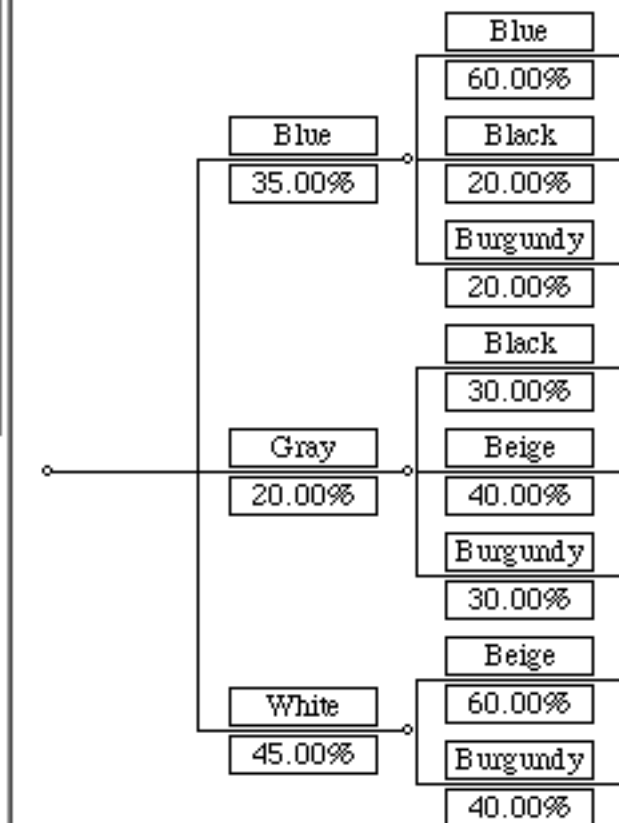 Blue
60.00%
Blue
35.00%
Black
20.00%
Burgundy
20.00%
Black
30.00%
Gray
20.00%
Beige
40.00%
Burgundy
30.00%
Beige
60.00%
White
45.00%
Burgundy
40.00%